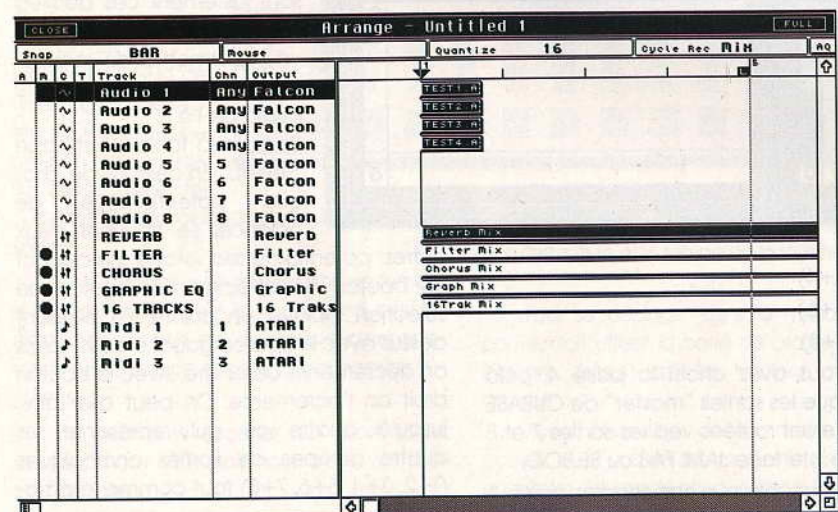 CLOSE Arrange - Untitled 1 FULL
Snap BAR Mouse Quantize 16 Cycle Rec MIX AQ
A M C T Track Chn Output 1 5
Audio 1 Any Falcon TEST1.A
Audio 2 Any Falcon TEST2.A
Audio 3 Any Falcon TEST3.A
Audio 4 Any Falcon TEST4.A
Audio 5 5 Falcon
Audio 6 6 Falcon
Audio 7 7 Falcon
Audio 8 8 Falcon
REVERB Reverb Reverb Mix
FILTER Filter Filter Mix
CHORUS Chorus Chorus Mix
GRAPHIC EQ Graphic Graph Mix
16 TRACKS 16 Traks 16Trak Mix
Midi 1 1 ATARI
Midi 2 2 ATARI
Midi 3 3 ATARI